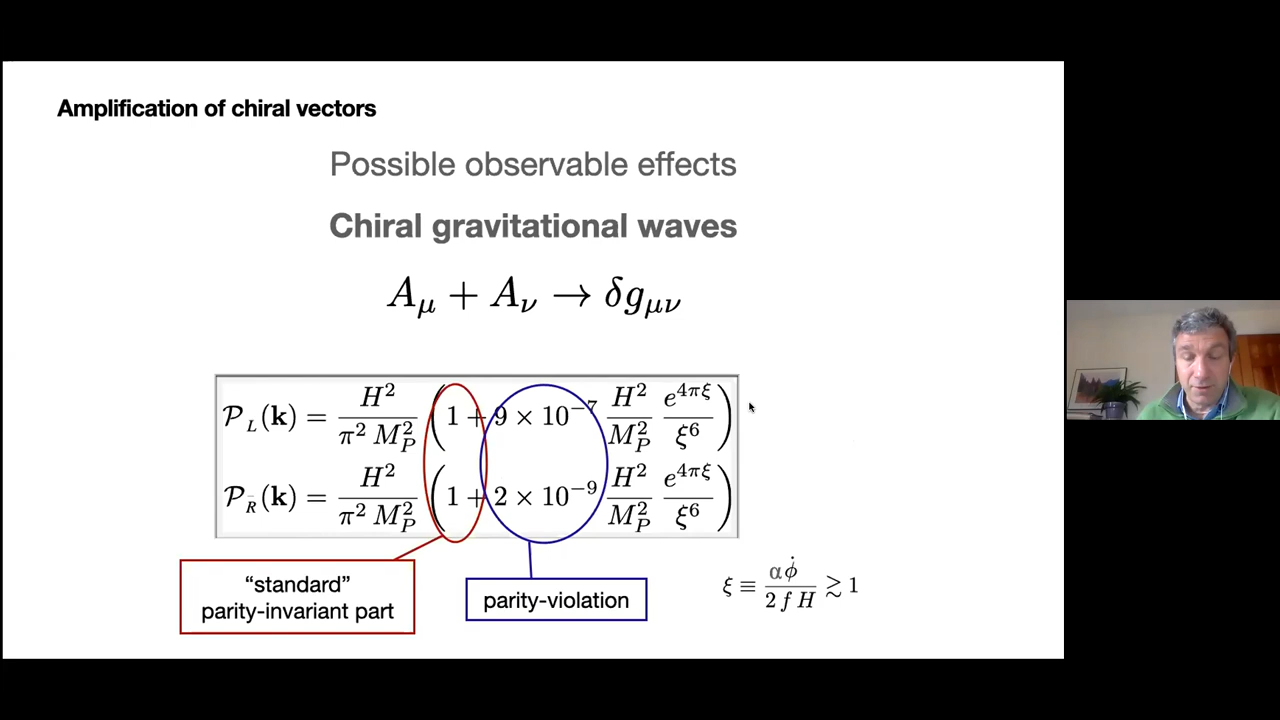 Amplification of chiral vectors
Possible observable effects
Chiral gravitational waves
A_μ + A_ν → δg_μν
𝒫_L(𝐤) = H²/(π² M_P²) (1 + 9 × 10⁻⁷ H²/M_P² e^{4πξ}/ξ⁶)
𝒫_R(𝐤) = H²/(π² M_P²) (1 + 2 × 10⁻⁹ H²/M_P² e^{4πξ}/ξ⁶)
“standard”
parity-invariant part
parity-violation
ξ ≡ αφ̇/(2 f H) ≳ 1